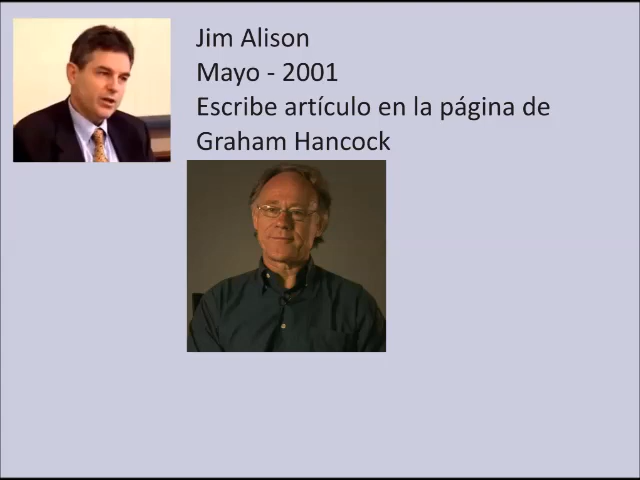 Jim Alison
Mayo - 2001
Escribe artículo en la página de
Graham Hancock